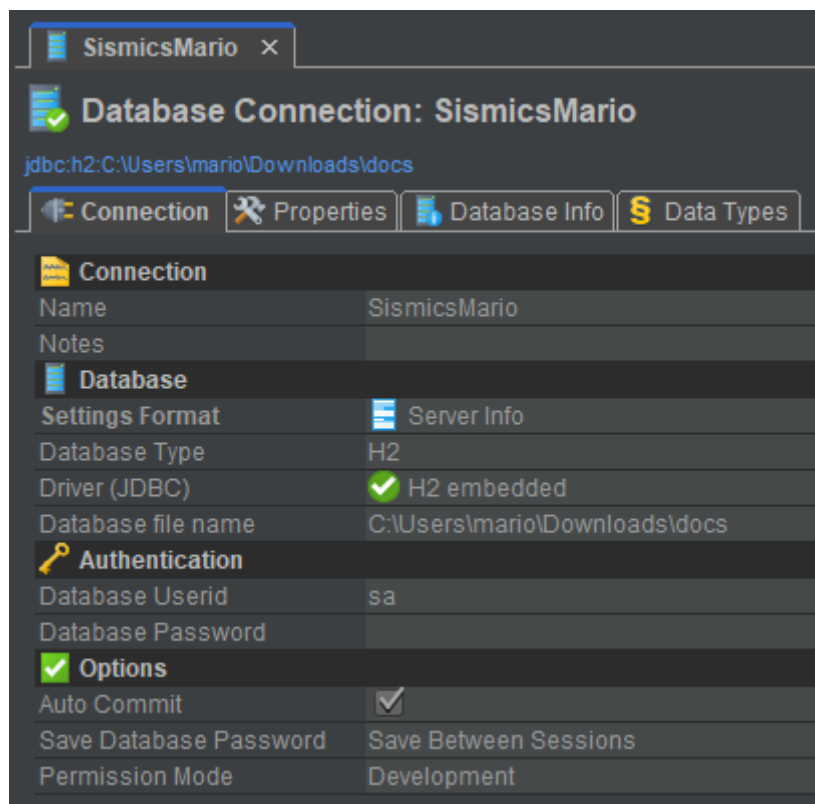 SismicsMario ×
Database Connection: SismicsMario
jdbc:h2:C:\Users\mario\Downloads\docs
Connection Properties Database Info Data Types
Connection
Name SismicsMario
Notes
Database
Settings Format Server Info
Database Type H2
Driver (JDBC) H2 embedded
Database file name C:\Users\mario\Downloads\docs
Authentication
Database Userid sa
Database Password
Options
Auto Commit
Save Database Password Save Between Sessions
Permission Mode Development